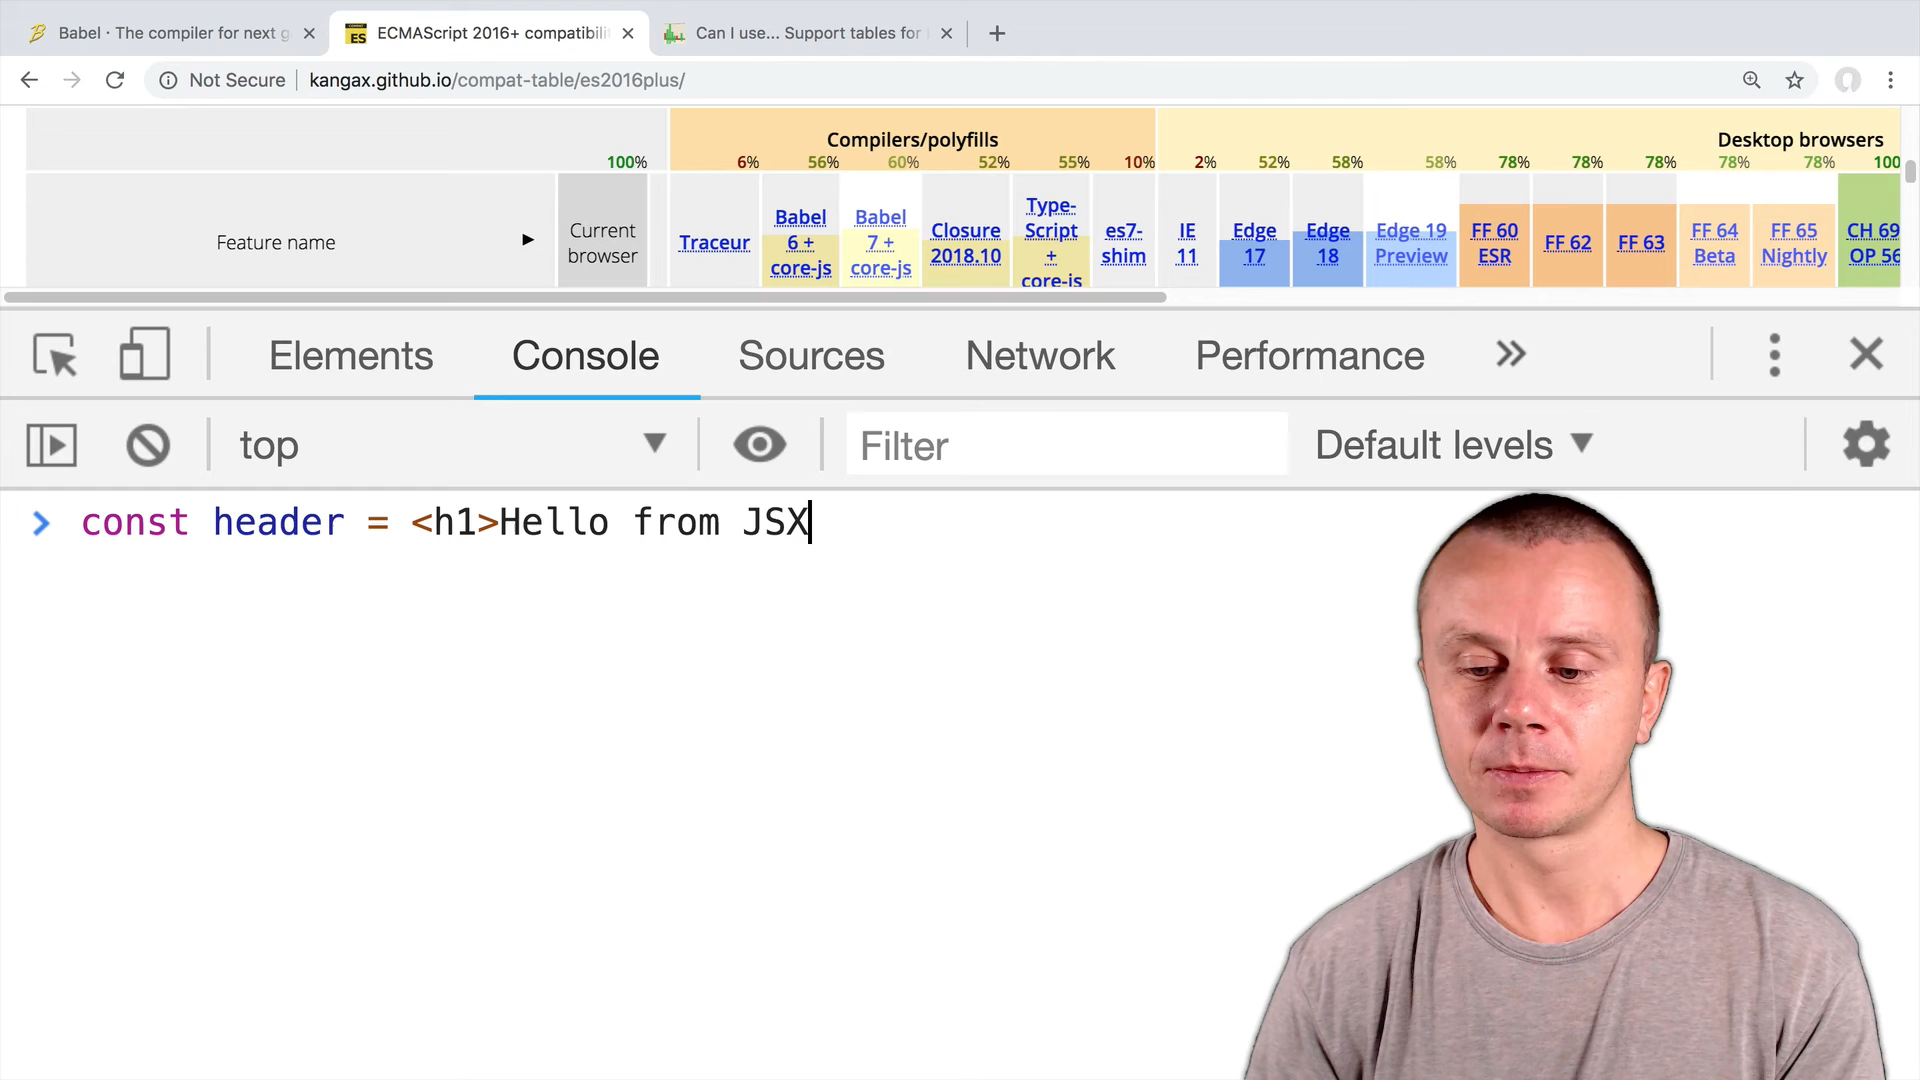 Babel · The compiler for next g
ECMAScript 2016+ compatibili
Can I use... Support tables for
Not Secure
kangax.github.io/compat-table/es2016plus/
Compilers/polyfills
Desktop browsers
100%
6%
56%
60%
52%
55%
10%
2%
52%
58%
58%
78%
78%
78%
78%
78%
100
Feature name
Current browser
Traceur
Babel 6 + core-js
Babel 7 + core-js
Closure 2018.10
Type-Script + core-js
es7-shim
IE 11
Edge 17
Edge 18
Edge 19 Preview
FF 60 ESR
FF 62
FF 63
FF 64 Beta
FF 65 Nightly
CH 69 OP 56
Elements
Console
Sources
Network
Performance
top
Filter
Default levels
const header = <h1>Hello from JSX